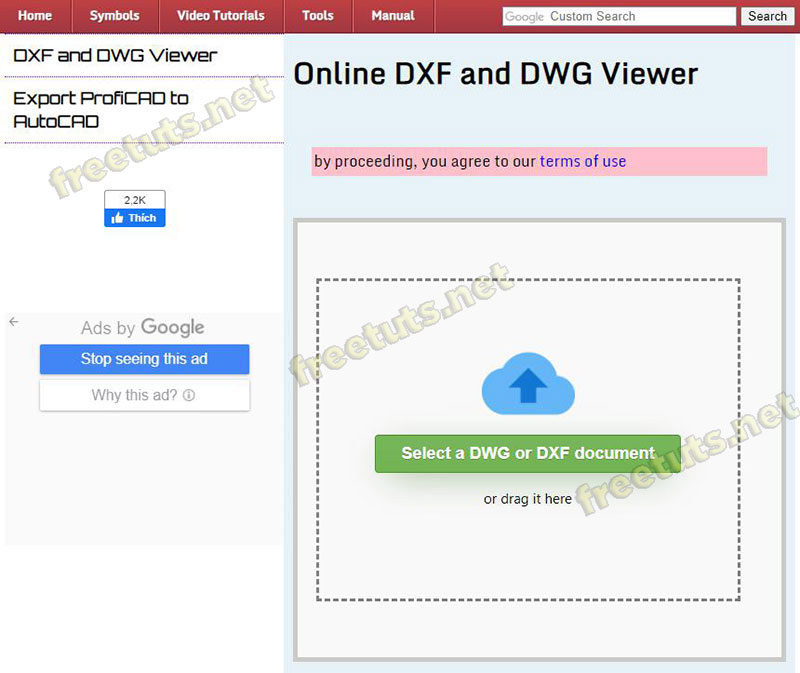 Home Symbols Video Tutorials Tools Manual Google Custom Search Search
DXF and DWG Viewer
Export ProfiCAD to
AutoCAD
2,2K
Thích
Ads by Google
Stop seeing this ad
Why this ad?
Online DXF and DWG Viewer
by proceeding, you agree to our terms of use
Select a DWG or DXF document
or drag it here
freetuts.net
freetuts.net
freetuts.net